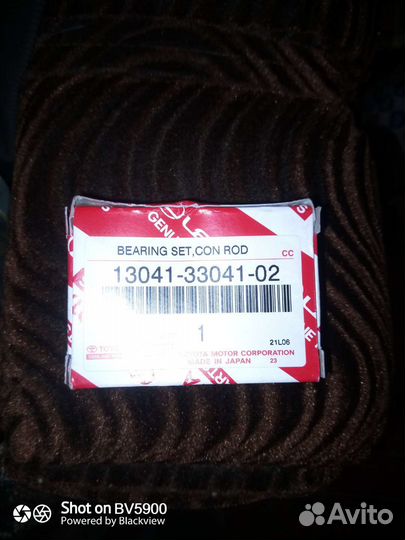 GENUINE
BEARING SET,CON ROD
CC
13041-33041-02
1
21L06
TOYOTA MOTOR CORPORATION
MADE IN JAPAN 23
Shot on BV5900
Powered by Blackview
Avito